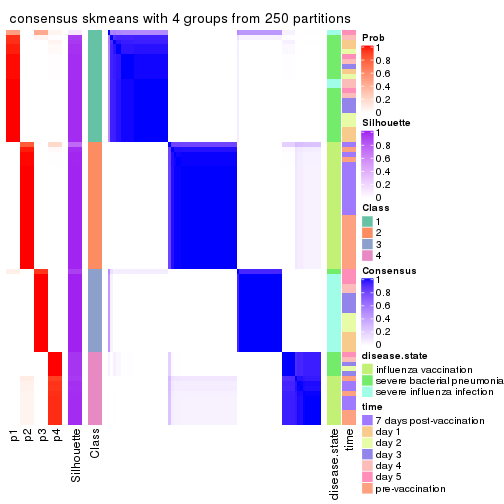 consensus skmeans with 4 groups from 250 partitions
Prob
1
0.8
0.6
0.4
0.2
0
Silhouette
1
0.8
0.6
0.4
0.2
0
Class
1
2
3
4
Consensus
1
0.8
0.6
0.4
0.2
0
disease.state
influenza vaccination
severe bacterial pneumonia
severe influenza infection
time
7 days post-vaccination
day 1
day 2
day 3
day 4
day 5
pre-vaccination
p1
p2
p3
p4
Silhouette
Class
disease.state
time